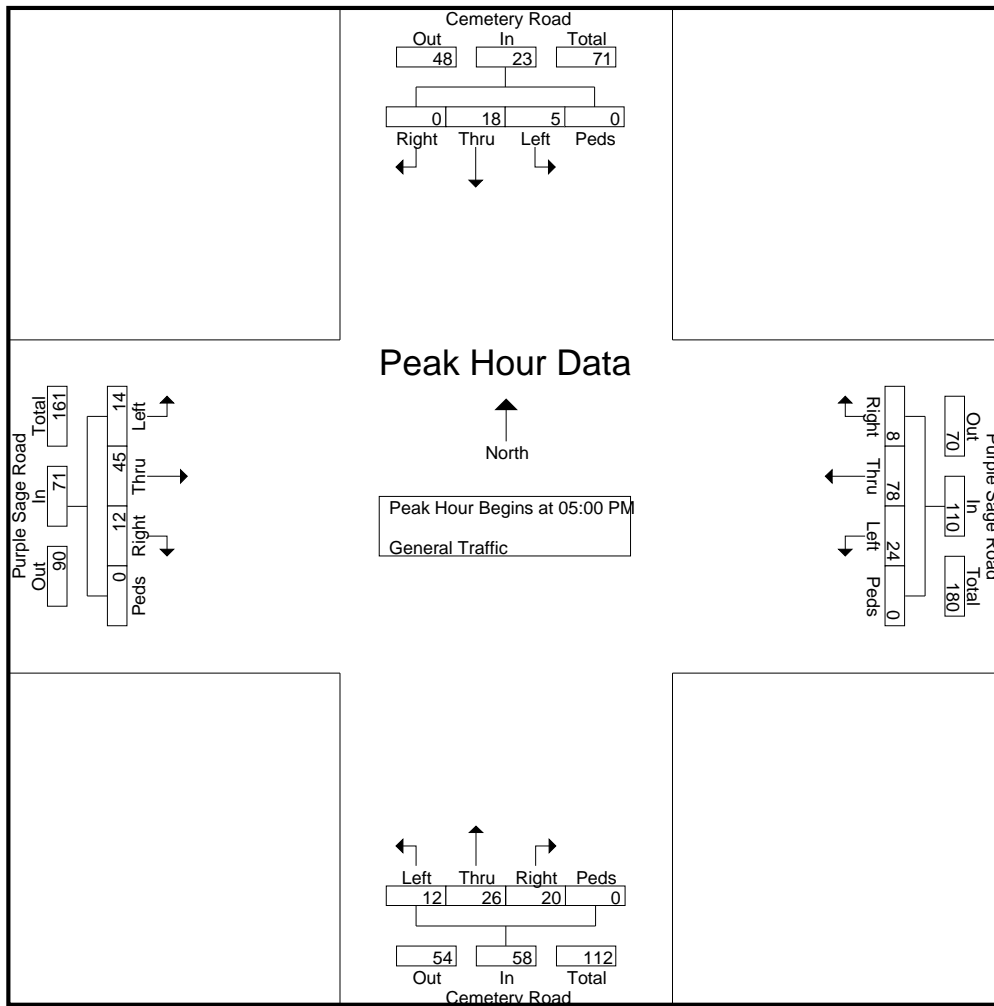 Cemetery Road
Out In Total
48 23 71
0 18 5 0
Right Thru Left Peds
Peak Hour Data
North
Peak Hour Begins at 05:00 PM
General Traffic
Purple Sage Road
Total In Out
161 71 90
14 45 12 0
Left Thru Right Peds
Purple Sage Road
Out In Total
70 110 180
8 78 24 0
Right Thru Left Peds
Left Thru Right Peds
12 26 20 0
54 58 112
Out In Total
Cemetery Road